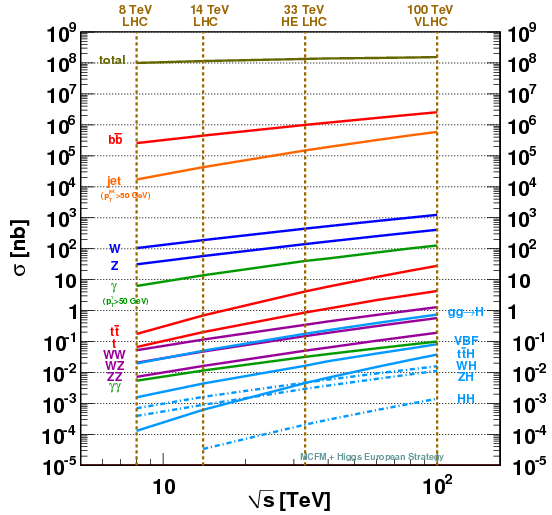 8 TeV 14 TeV 33 TeV 100 TeV
LHC LHC HE LHC VLHC
10⁹ 10⁹
10⁸ total 10⁸
10⁷ 10⁷
10⁶ bb̄ 10⁶
10⁵ 10⁵
10⁴ jet 10⁴
(p_T^jet>50 GeV)
10³ 10³
10² W 10²
Z
10 γ 10
(p_T^γ>50 GeV)
1 gg→H 1
tt̄
10⁻¹ t VBF 10⁻¹
WW tt̄H
WZ WH
10⁻² ZZ ZH 10⁻²
γγ
10⁻³ HH 10⁻³
10⁻⁴ 10⁻⁴
MCFM + Higgs European Strategy
10⁻⁵ 10⁻⁵
10 10²
√s [TeV]
σ [nb]